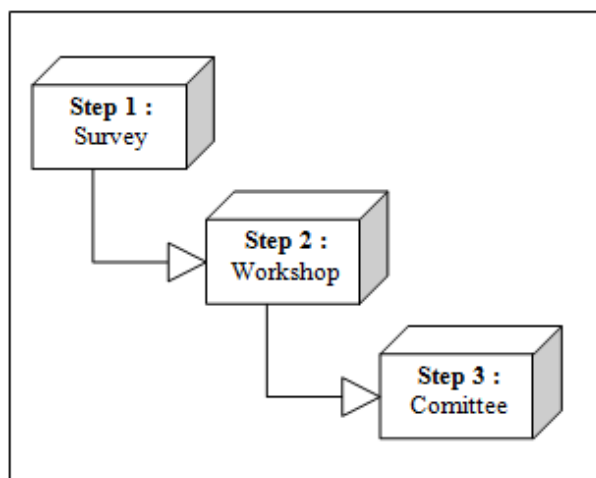 Step 1 :
Survey
Step 2 :
Workshop
Step 3 :
Comittee